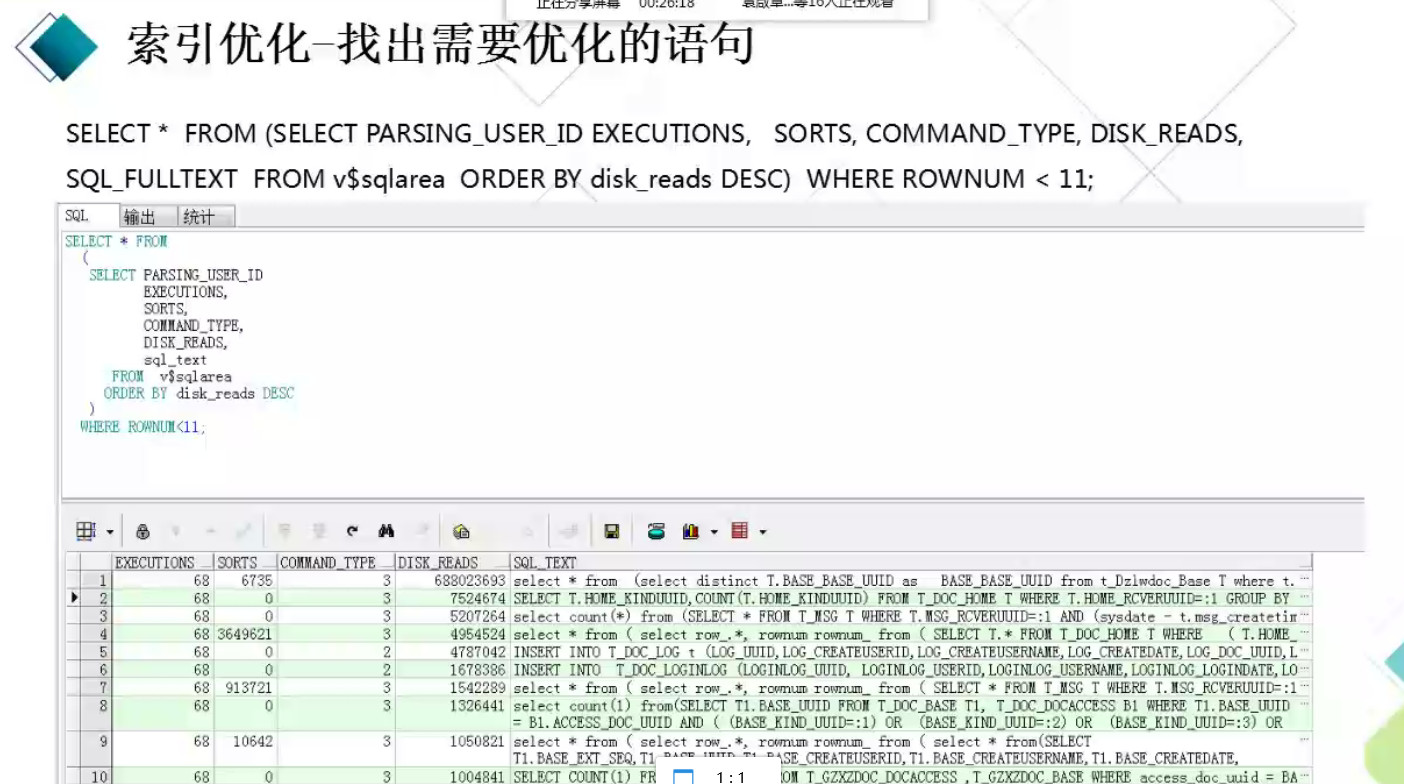 正在分享屏幕 00:26:18 袁啟章...等16人正在观看
索引优化-找出需要优化的语句
SELECT * FROM (SELECT PARSING_USER_ID EXECUTIONS, SORTS, COMMAND_TYPE, DISK_READS,
SQL_FULLTEXT FROM v$sqlarea ORDER BY disk_reads DESC) WHERE ROWNUM < 11;
SQL 输出 统计
SELECT * FROM
(
SELECT PARSING_USER_ID
EXECUTIONS,
SORTS,
COMMAND_TYPE,
DISK_READS,
sql_text
FROM v$sqlarea
ORDER BY disk_reads DESC
)
WHERE ROWNUM<11;
EXECUTIONS SORTS COMMAND_TYPE DISK_READS SQL_TEXT
1 68 6735 3 688023693 select * from (select distinct T.BASE_BASE_UUID as BASE_BASE_UUID from t_Dzlwdoc_Base T where t. ...
2 68 0 3 7524674 SELECT T.HOME_KINDUUID,COUNT(T.HOME_KINDUUID) FROM T_DOC_HOME T WHERE T.HOME_RCVERUUID=:1 GROUP BY ...
3 68 0 3 5207264 select count(*) from (SELECT * FROM T_MSG T WHERE T.MSG_RCVERUUID=:1 AND (sysdate - t.msg_createtim ...
4 68 3649621 3 4954524 select * from ( select row_.*, rownum rownum_ from ( SELECT T.* FROM T_DOC_HOME T WHERE ( T.HOME_ ...
5 68 0 2 4787042 INSERT INTO T_DOC_LOG t (LOG_UUID,LOG_CREATEUSERID,LOG_CREATEUSERNAME,LOG_CREATEDATE,LOG_DOC_UUID,L ...
6 68 0 2 1678386 INSERT INTO T_DOC_LOGINLOG (LOGINLOG_UUID, LOGINLOG_USERID,LOGINLOG_USERNAME,LOGINLOG_LOGINDATE,LO ...
7 68 913721 3 1542289 select * from ( select row_.*, rownum rownum_ from ( SELECT * FROM T_MSG T WHERE T.MSG_RCVERUUID=:1 ...
8 68 0 3 1326441 select count(1) from(SELECT T1.BASE_UUID FROM T_DOC_BASE T1, T_DOC_DOCACCESS B1 WHERE T1.BASE_UUID ...
= B1.ACCESS_DOC_UUID AND ( (BASE_KIND_UUID=:1) OR (BASE_KIND_UUID=:2) OR (BASE_KIND_UUID=:3) OR
9 68 10642 3 1050821 select * from ( select row_.*, rownum rownum_ from ( select * from(SELECT ...
T1.BASE_EXT_SEQ,T1.BASE_UUID,T1.BASE_CREATEUSERID,T1.BASE_CREATEUSERNAME,T1.BASE_CREATEDATE,
10 68 0 3 1004841 SELECT COUNT(1) FR OM T_GZXZDOC_DOCACCESS ,T_GZXZDOC_BASE WHERE access_doc_uuid = BA ...
1:1